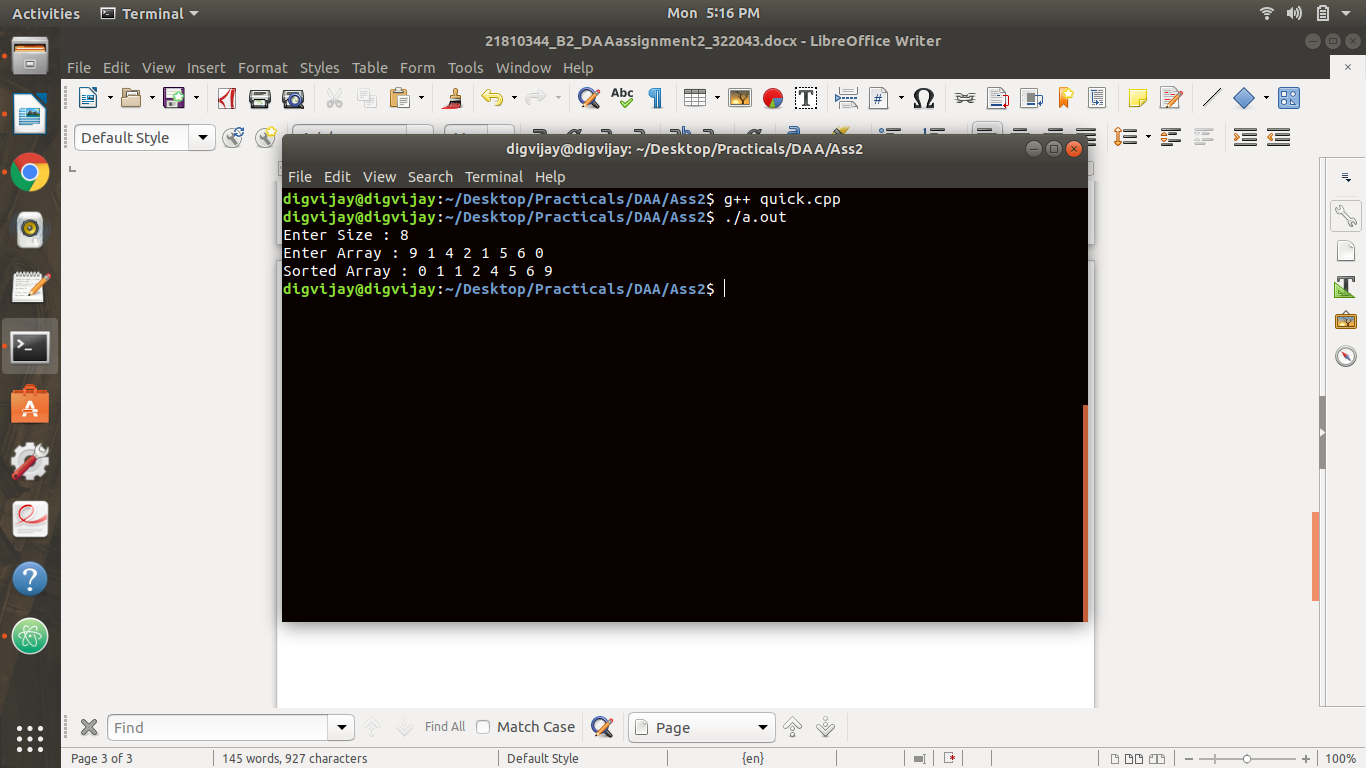 Activities Terminal Mon 5:16 PM
21810344_B2_DAAassignment2_322043.docx - LibreOffice Writer
File Edit View Insert Format Styles Table Form Tools Window Help
Abc
Default Style
digvijay@digvijay: ~/Desktop/Practicals/DAA/Ass2
File Edit View Search Terminal Help
digvijay@digvijay:~/Desktop/Practicals/DAA/Ass2$ g++ quick.cpp
digvijay@digvijay:~/Desktop/Practicals/DAA/Ass2$ ./a.out
Enter Size : 8
Enter Array : 9 1 4 2 1 5 6 0
Sorted Array : 0 1 1 2 4 5 6 9
digvijay@digvijay:~/Desktop/Practicals/DAA/Ass2$
Find Find All Match Case Page
Page 3 of 3 145 words, 927 characters Default Style {en} 100%